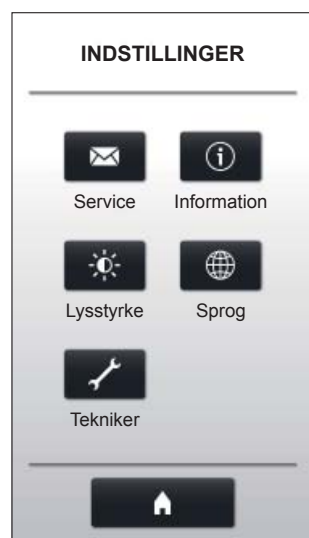 INDSTILLINGER
Service Information
Lysstyrke Sprog
Tekniker